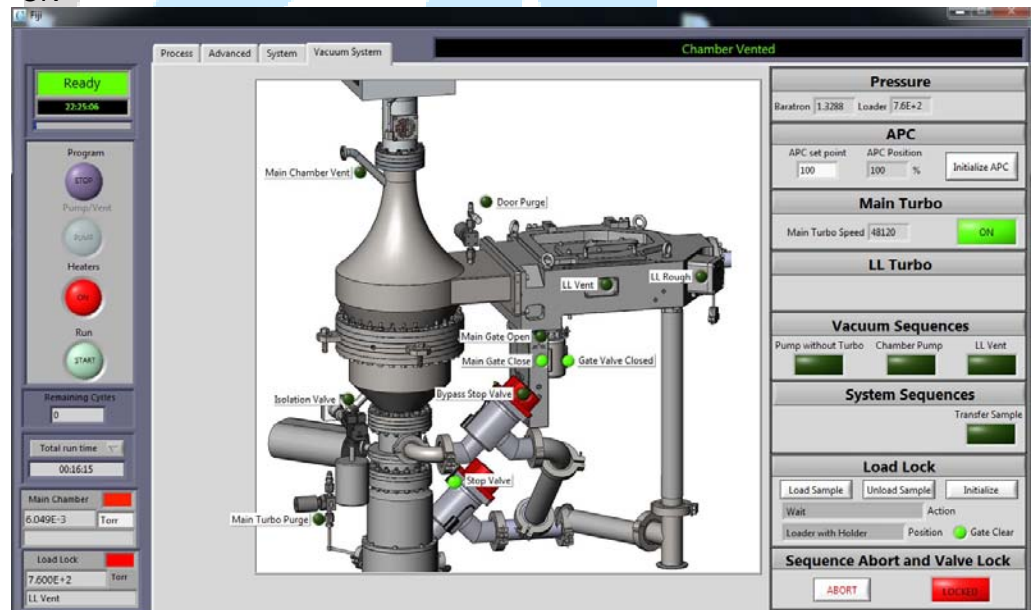 Fiji
Process Advanced System Vacuum System
Chamber Vented
Ready
22:25:06
Program
STOP
Pump/Vent
PUMP
Heaters
ON
Run
START
Remaining Cycles
0
Total run time
00:16:15
Main Chamber
6.049E-3 Torr
Load Lock
7.600E+2 Torr
LL Vent
Main Chamber Vent
Door Purge
LL Vent
LL Rough
Main Gate Open
Main Gate Close
Gate Valve Closed
Isolation Valve
Bypass Stop Valve
Stop Valve
Main Turbo Purge
Pressure
Baratron 1.3288 Loader 7.6E+2
APC
APC set point APC Position
100 100 % Initialize APC
Main Turbo
Main Turbo Speed 48120 ON
LL Turbo
Vacuum Sequences
Pump without Turbo Chamber Pump LL Vent
System Sequences
Transfer Sample
Load Lock
Load Sample Unload Sample Initialize
Wait Action
Loader with Holder Position Gate Clear
Sequence Abort and Valve Lock
ABORT LOCKED